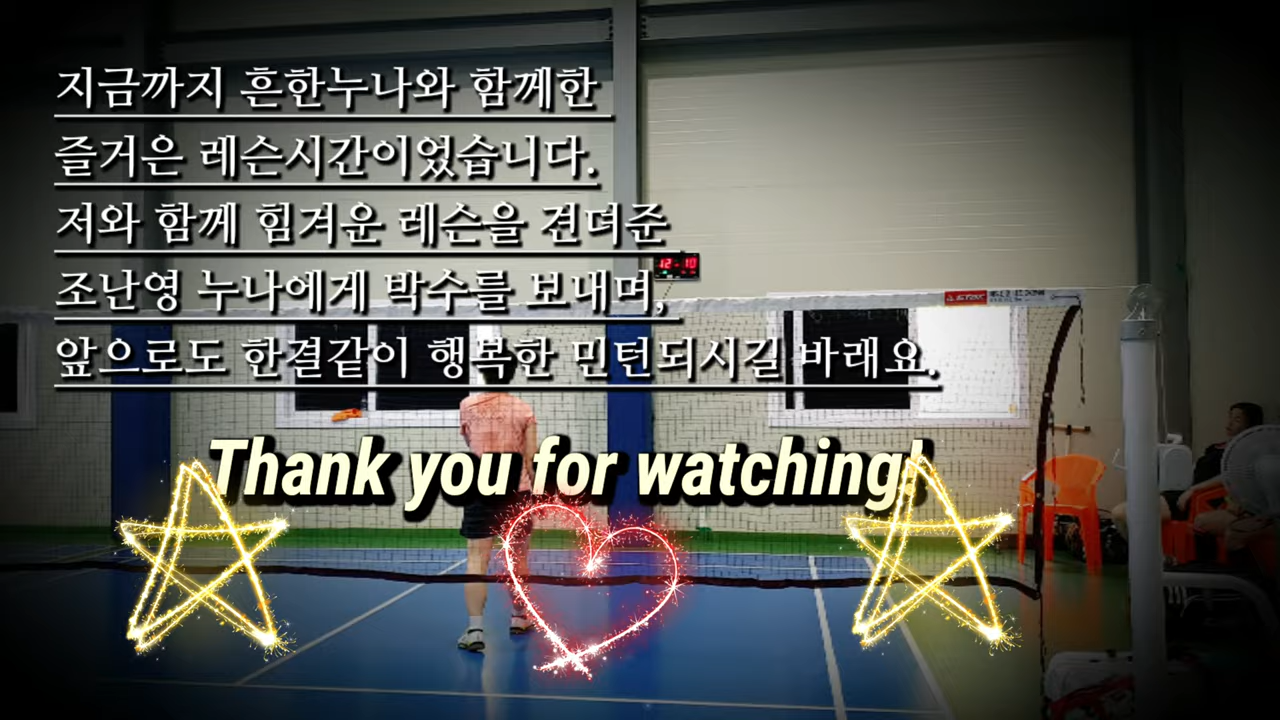 지금까지 흔한누나와 함께한
즐거운 레슨시간이었습니다.
저와 함께 힘겨운 레슨을 견뎌준
조난영 누나에게 박수를 보내며,
앞으로도 한결같이 행복한 민턴되시길 바래요.
Thank you for watching!
12 10